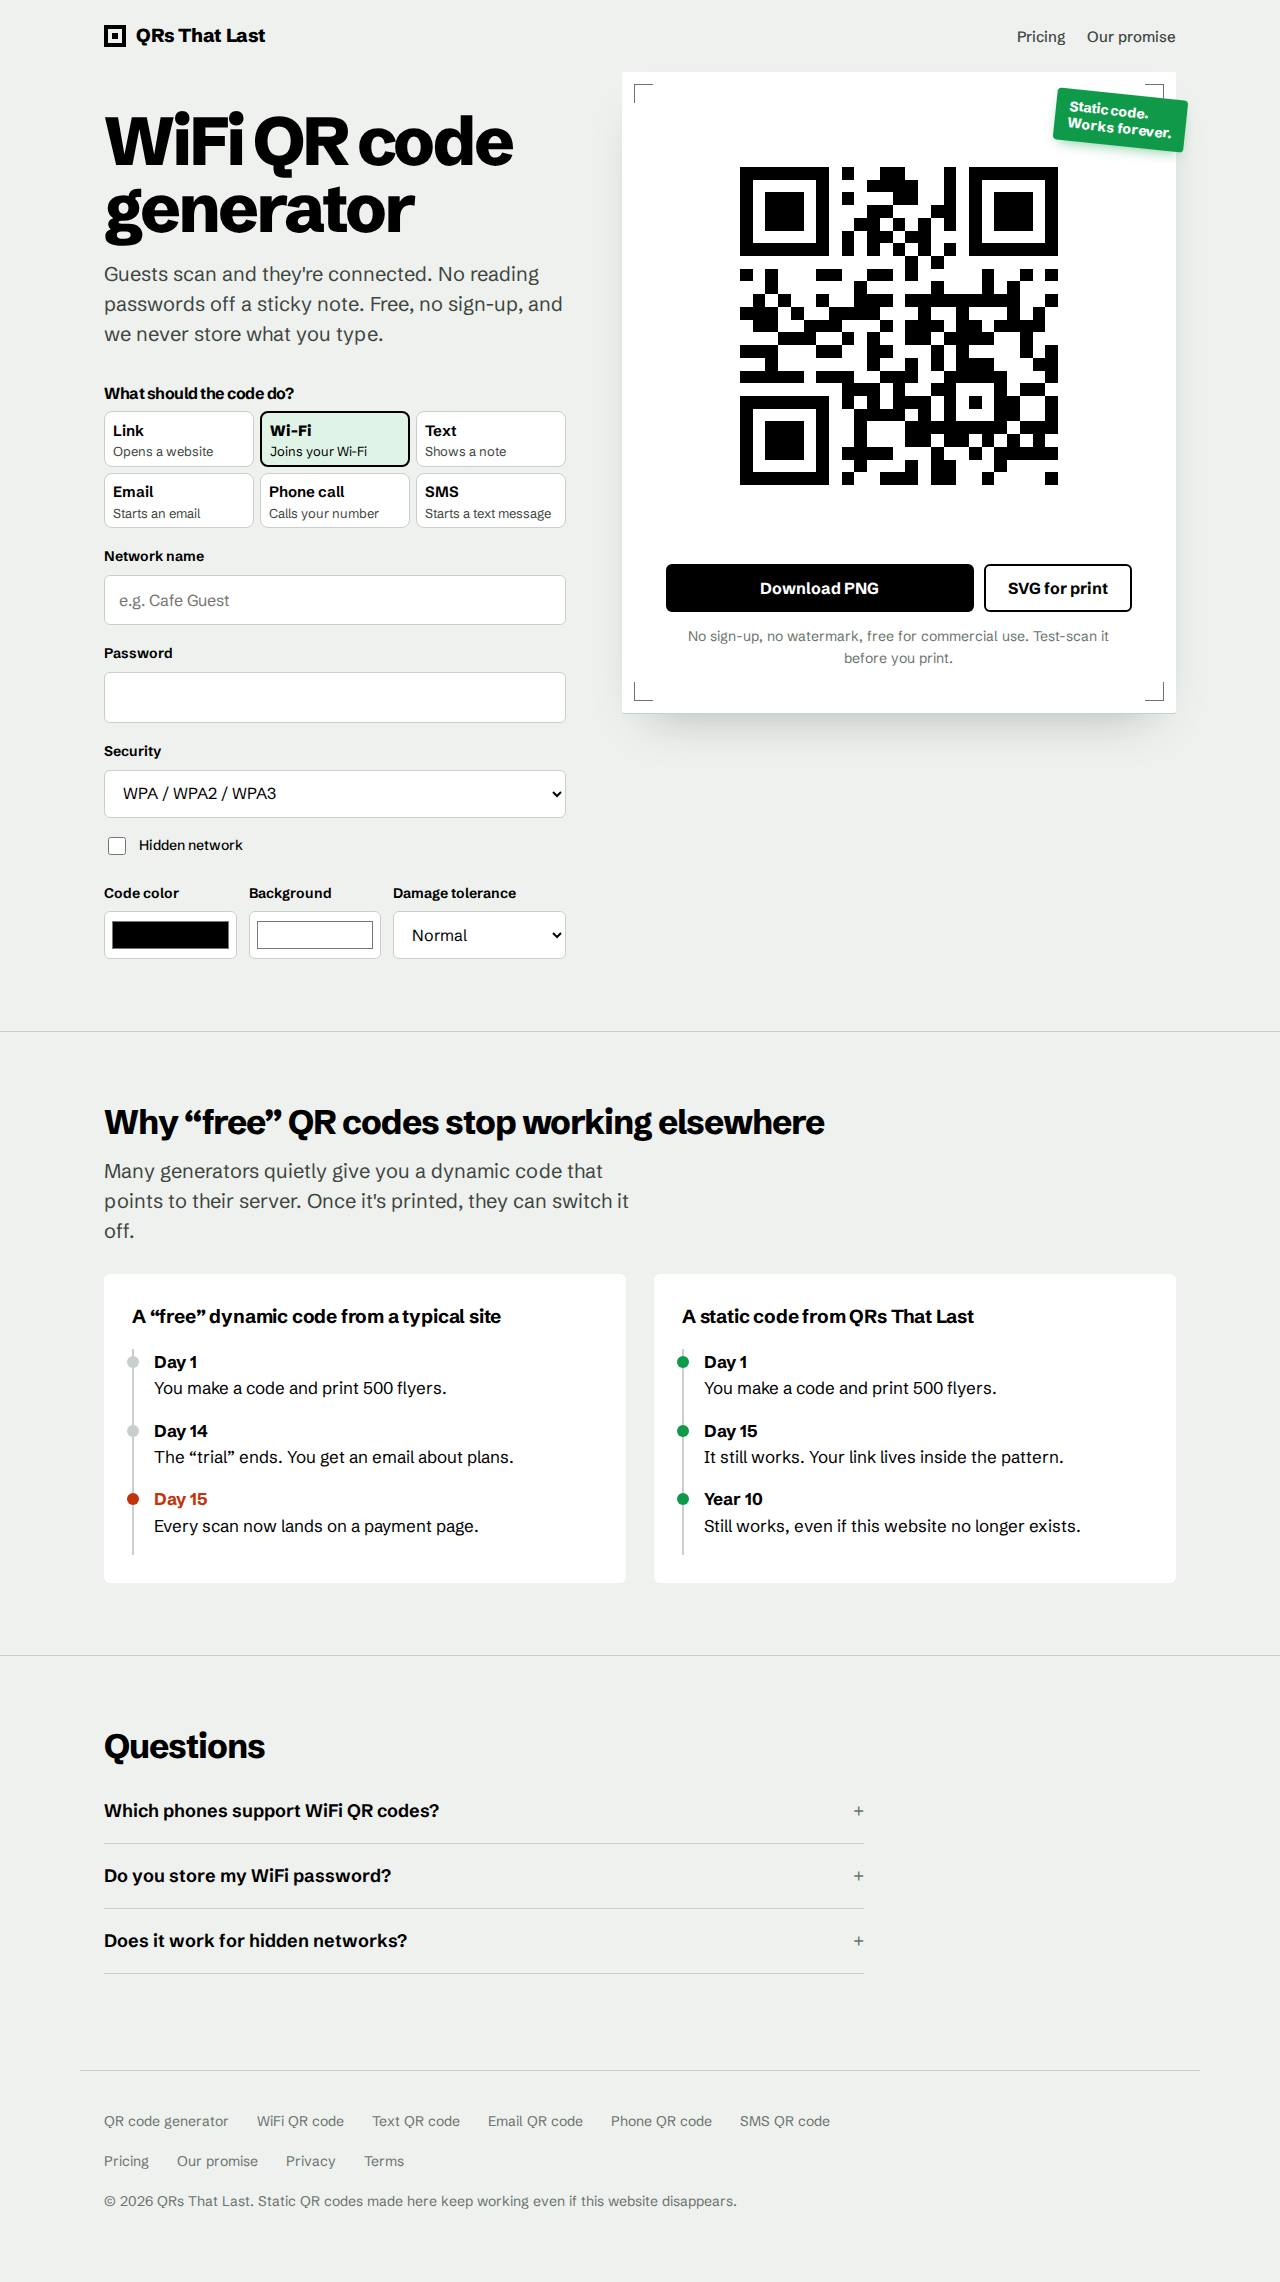 QRs That Last
Pricing
Our promise
WiFi QR code
generator
Guests scan and they're connected. No reading
passwords off a sticky note. Free, no sign-up, and
we never store what you type.
What should the code do?
Link
Opens a website
Wi-Fi
Joins your Wi-Fi
Text
Shows a note
Email
Starts an email
Phone call
Calls your number
SMS
Starts a text message
Network name
e.g. Cafe Guest
Password
Security
WPA / WPA2 / WPA3
Hidden network
Code color
Background
Damage tolerance
Normal
Static code.
Works forever.
Download PNG
SVG for print
No sign-up, no watermark, free for commercial use. Test-scan it
before you print.
Why “free” QR codes stop working elsewhere
Many generators quietly give you a dynamic code that
points to their server. Once it's printed, they can switch it
off.
A “free” dynamic code from a typical site
Day 1
You make a code and print 500 flyers.
Day 14
The “trial” ends. You get an email about plans.
Day 15
Every scan now lands on a payment page.
A static code from QRs That Last
Day 1
You make a code and print 500 flyers.
Day 15
It still works. Your link lives inside the pattern.
Year 10
Still works, even if this website no longer exists.
Questions
Which phones support WiFi QR codes?
+
Do you store my WiFi password?
+
Does it work for hidden networks?
+
QR code generator
WiFi QR code
Text QR code
Email QR code
Phone QR code
SMS QR code
Pricing
Our promise
Privacy
Terms
© 2026 QRs That Last. Static QR codes made here keep working even if this website disappears.